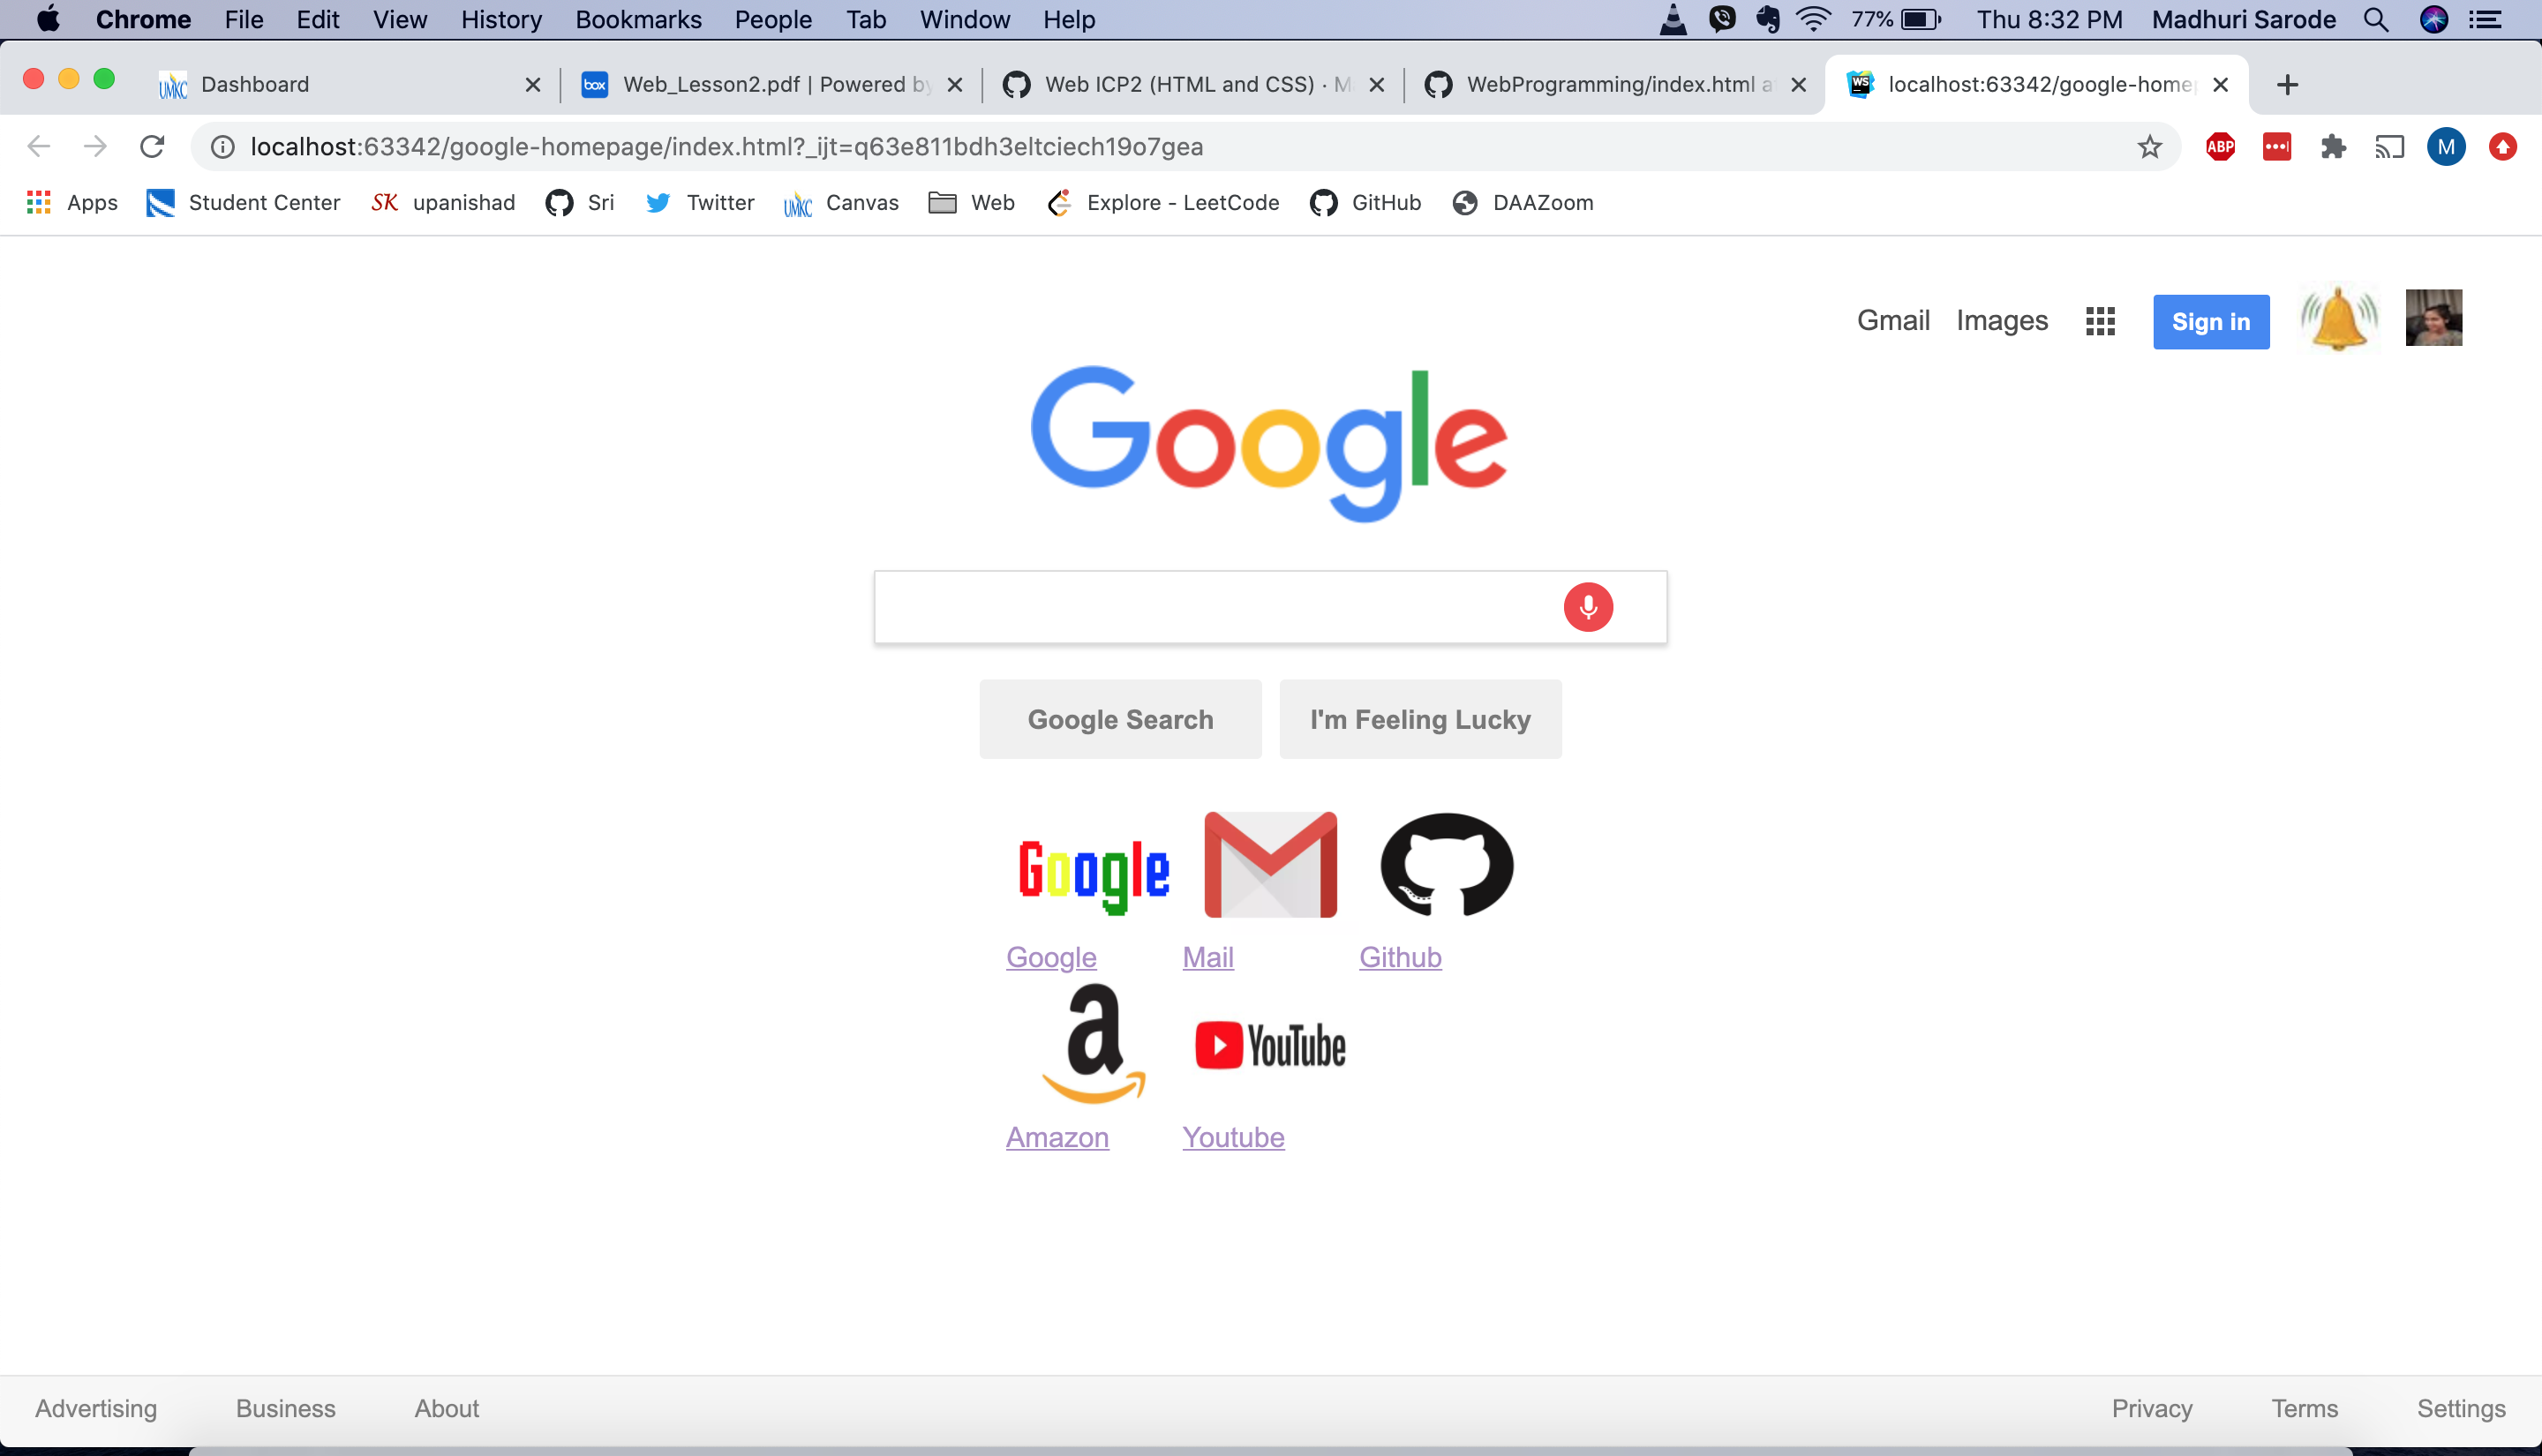 Chrome File Edit View History Bookmarks People Tab Window Help 77% Thu 8:32 PM Madhuri Sarode
UMKC Dashboard box Web_Lesson2.pdf | Powered by Web ICP2 (HTML and CSS) · M WebProgramming/index.html a WS localhost:63342/google-home
localhost:63342/google-homepage/index.html?_ijt=q63e811bdh3eltciech19o7gea ABP M
Apps Student Center SK upanishad Sri Twitter UMKC Canvas Web Explore - LeetCode GitHub DAAZoom
Gmail Images Sign in
Google
Google Search I'm Feeling Lucky
Google
Google Mail Github
a YouTube
Amazon Youtube
Advertising Business About Privacy Terms Settings